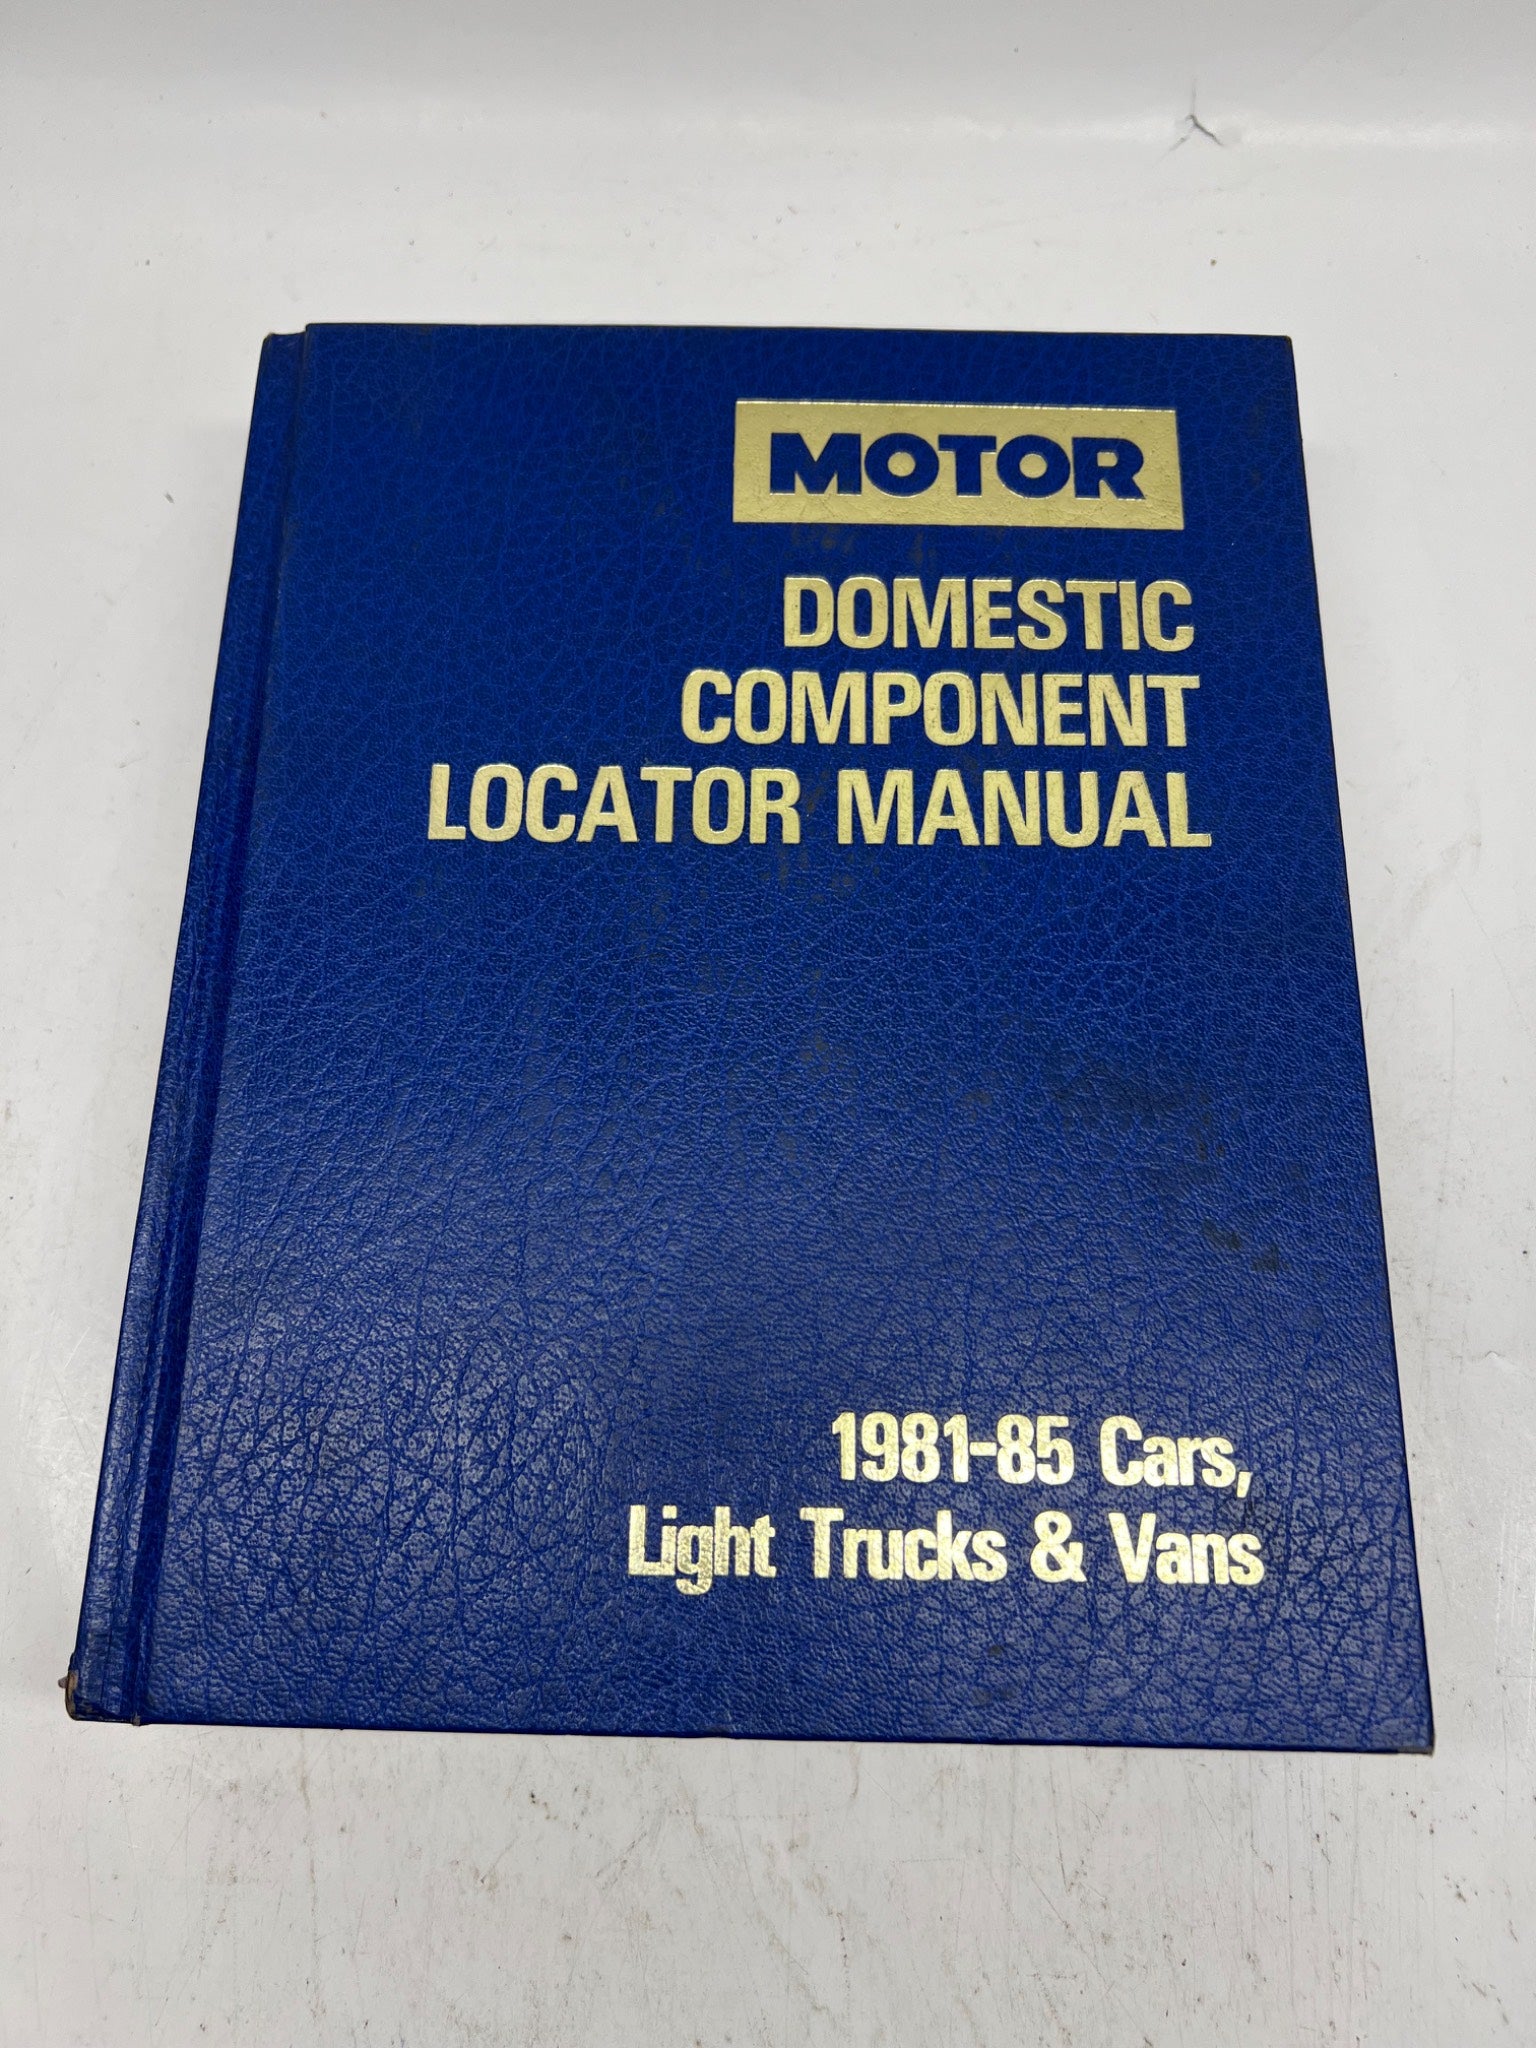 MOTOR
DOMESTIC
COMPONENT
LOCATOR MANUAL
1981-85 Cars,
Light Trucks & Vans